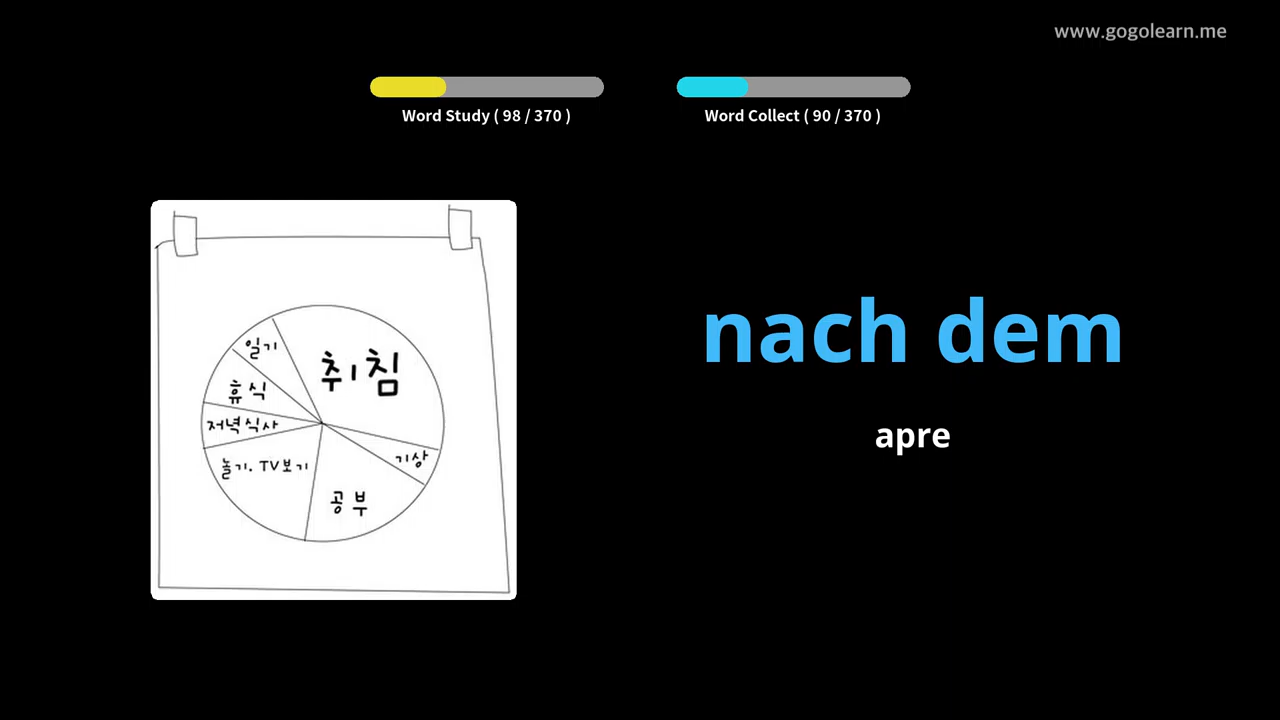 www.gogolearn.me
Word Study ( 98 / 370 )
Word Collect ( 90 / 370 )
일기
취침
휴식
저녁식사
놀기. TV보기
기상
공부
nach dem
apre